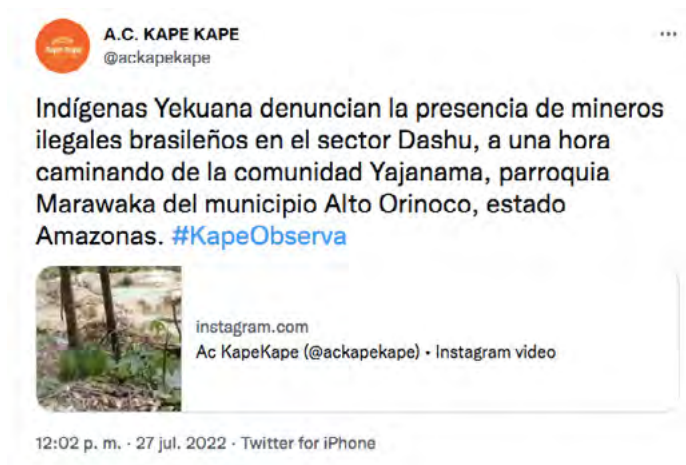 A.C. KAPE KAPE
@ackapekape
Indígenas Yekuana denuncian la presencia de mineros
ilegales brasileños en el sector Dashu, a una hora
caminando de la comunidad Yajanama, parroquia
Marawaka del municipio Alto Orinoco, estado
Amazonas. #KapeObserva
instagram.com
Ac KapeKape (@ackapekape) • Instagram video
12:02 p. m. · 27 jul. 2022 · Twitter for iPhone